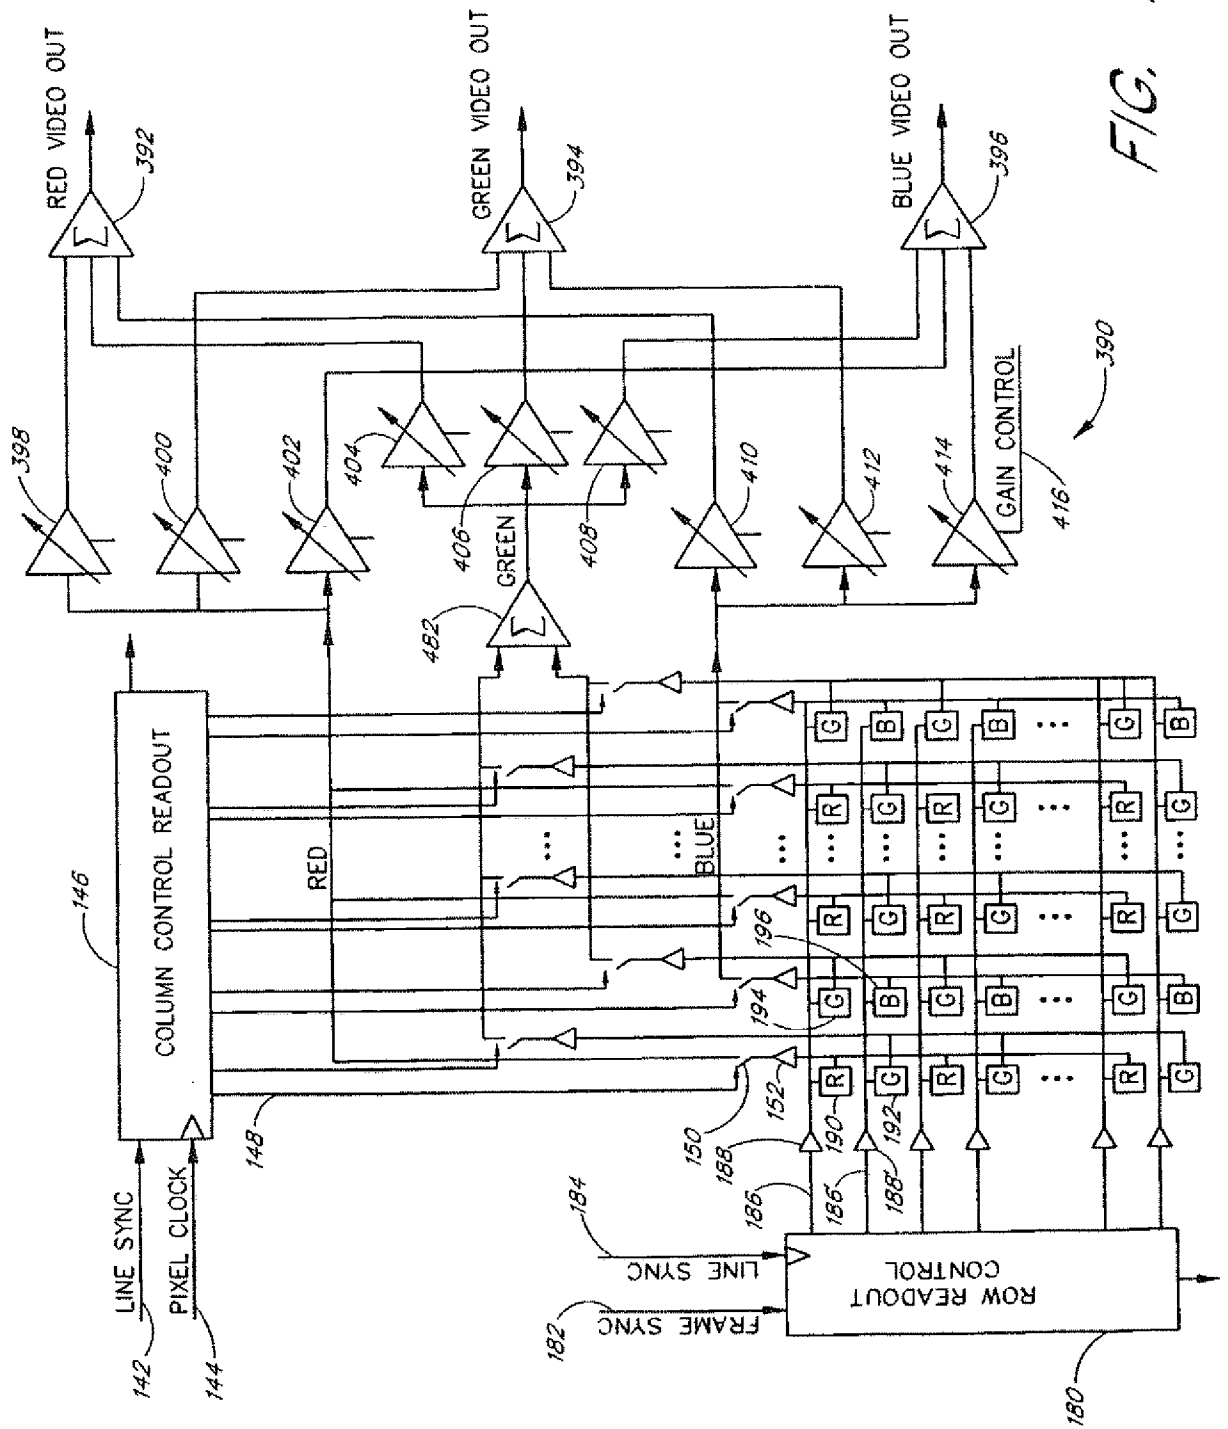 RED VIDEO OUT
392
GREEN VIDEO OUT
394
BLUE VIDEO OUT
396
FIG.
398
400
402
404
406
408
410
412
414
GAIN CONTROL
416
390
GREEN
482
146
COLUMN CONTROL READOUT
RED
BLUE
LINE SYNC
142
PIXEL CLOCK
144
148
150
152
194
196
188
190
192
188'
186
186'
G B G B ... G B
R G R G ... R G
... ... ... ... ... ...
R G R G ... R G
G B G B ... G B
R G R G ... R G
184
LINE SYNC
182
FRAME SYNC
ROW READOUT
CONTROL
180